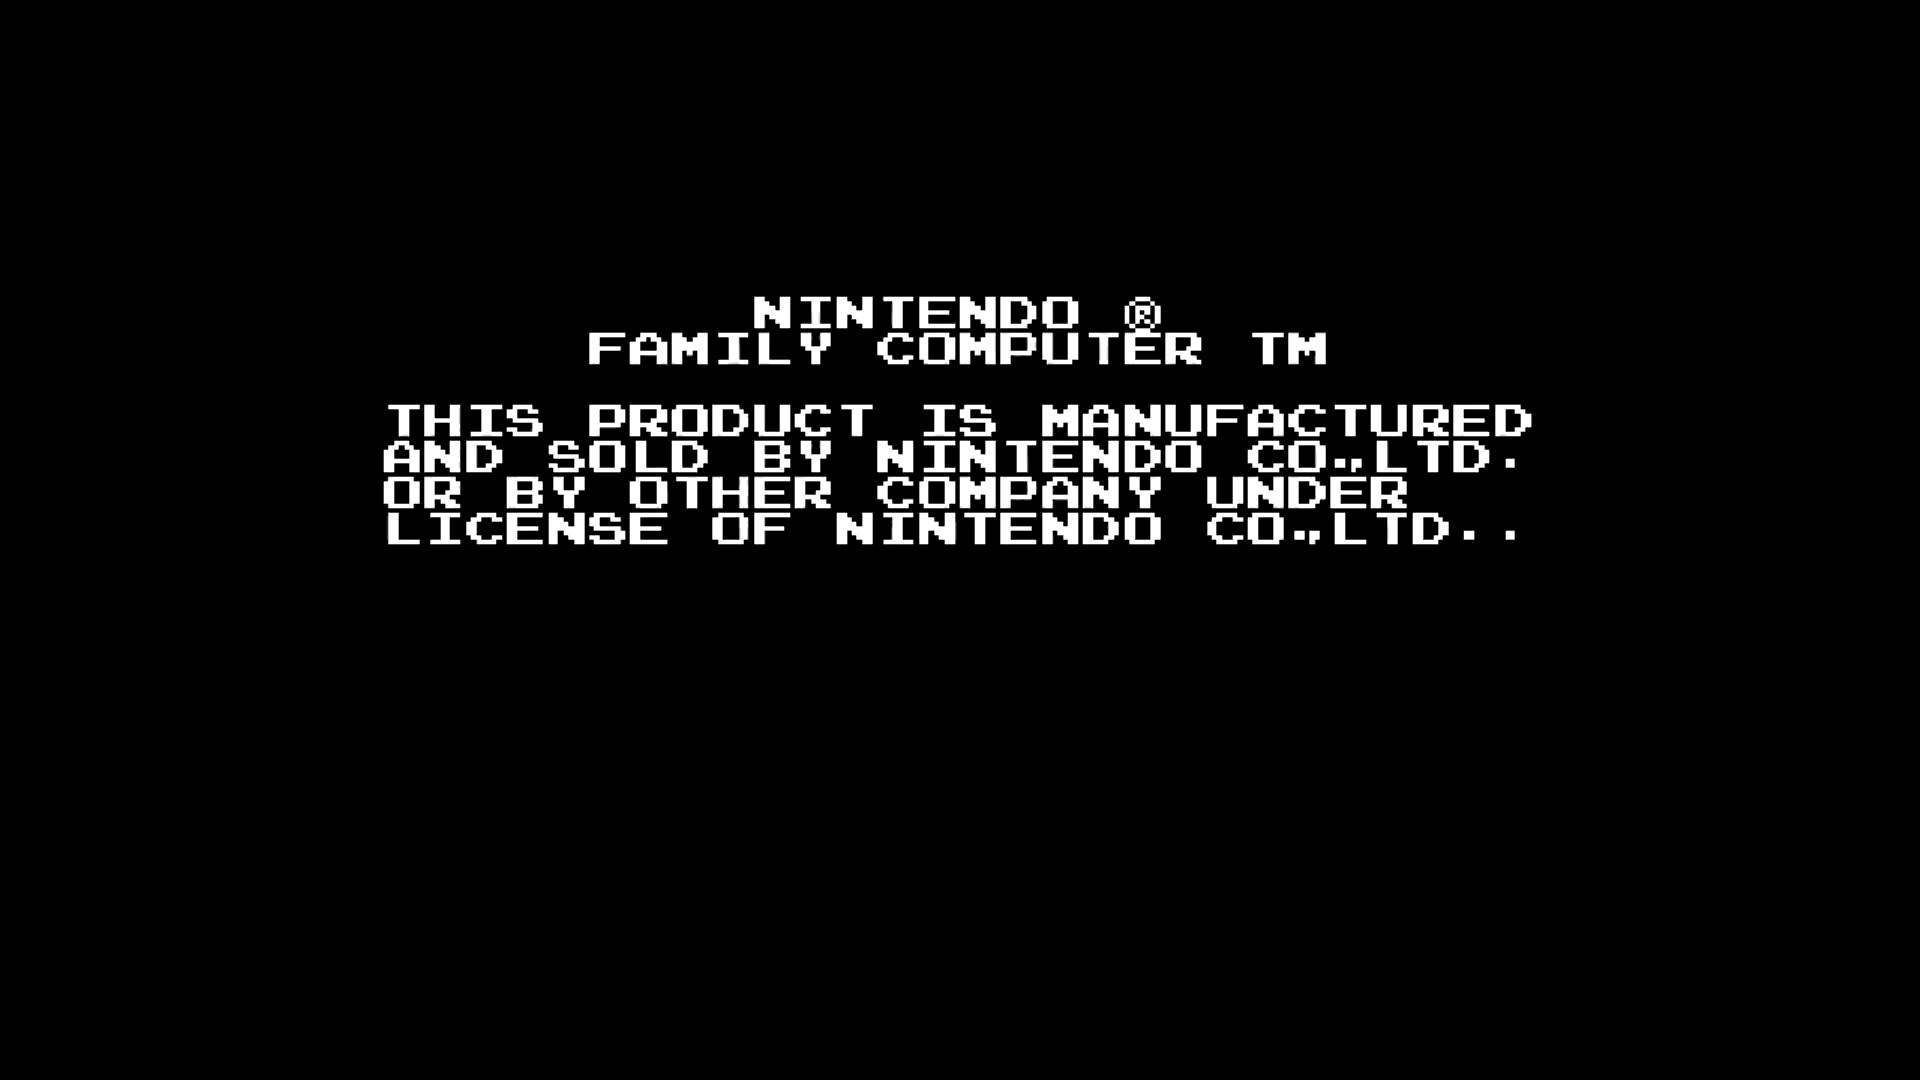 NINTENDO ®
FAMILY COMPUTER TM
THIS PRODUCT IS MANUFACTURED
AND SOLD BY NINTENDO CO.,LTD.
OR BY OTHER COMPANY UNDER
LICENSE OF NINTENDO CO.,LTD..